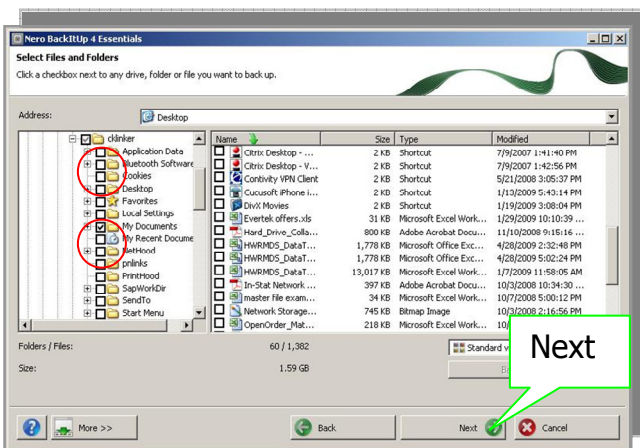 Nero BackItUp 4 Essentials
Select Files and Folders
Click a checkbox next to any drive, folder or file you want to back up.
Address: Desktop
cklinker
Application Data
Bluetooth Software
Cookies
Desktop
Favorites
Local Settings
My Documents
My Recent Docume
NetHood
pnlinks
PrintHood
SapWorkDir
SendTo
Start Menu
Name Size Type Modified
Citrix Desktop - ... 2 KB Shortcut 7/9/2007 1:41:40 PM
Citrix Desktop - V... 2 KB Shortcut 7/9/2007 1:42:56 PM
Contivity VPN Client 2 KB Shortcut 5/21/2008 3:05:37 PM
Cucusoft iPhone i... 2 KB Shortcut 1/13/2009 5:43:14 PM
DivX Movies 2 KB Shortcut 1/19/2009 3:08:04 PM
Evertek offers.xls 31 KB Microsoft Excel Work... 1/29/2009 10:10:39 ...
Hard_Drive_Colla... 800 KB Adobe Acrobat Docu... 11/10/2008 9:15:16 ...
HWRMDS_DataT... 1,778 KB Microsoft Office Exc... 4/28/2009 2:32:48 PM
HWRMDS_DataT... 1,778 KB Microsoft Office Exc... 4/28/2009 5:02:24 PM
HWRMDS_DataT... 13,017 KB Microsoft Excel Work... 1/7/2009 11:58:05 AM
In-Stat Network ... 397 KB Adobe Acrobat Docu... 10/3/2008 10:34:30 ...
master file exam... 34 KB Microsoft Excel Work... 10/7/2008 5:00:12 PM
Network Storage... 745 KB Bitmap Image 10/3/2008 2:16:56 PM
OpenOrder_Mat... 218 KB Microsoft Excel Work...
Folders / Files: 60 / 1,382 Standard
Size: 1.59 GB
Next
More >> Back Next Cancel